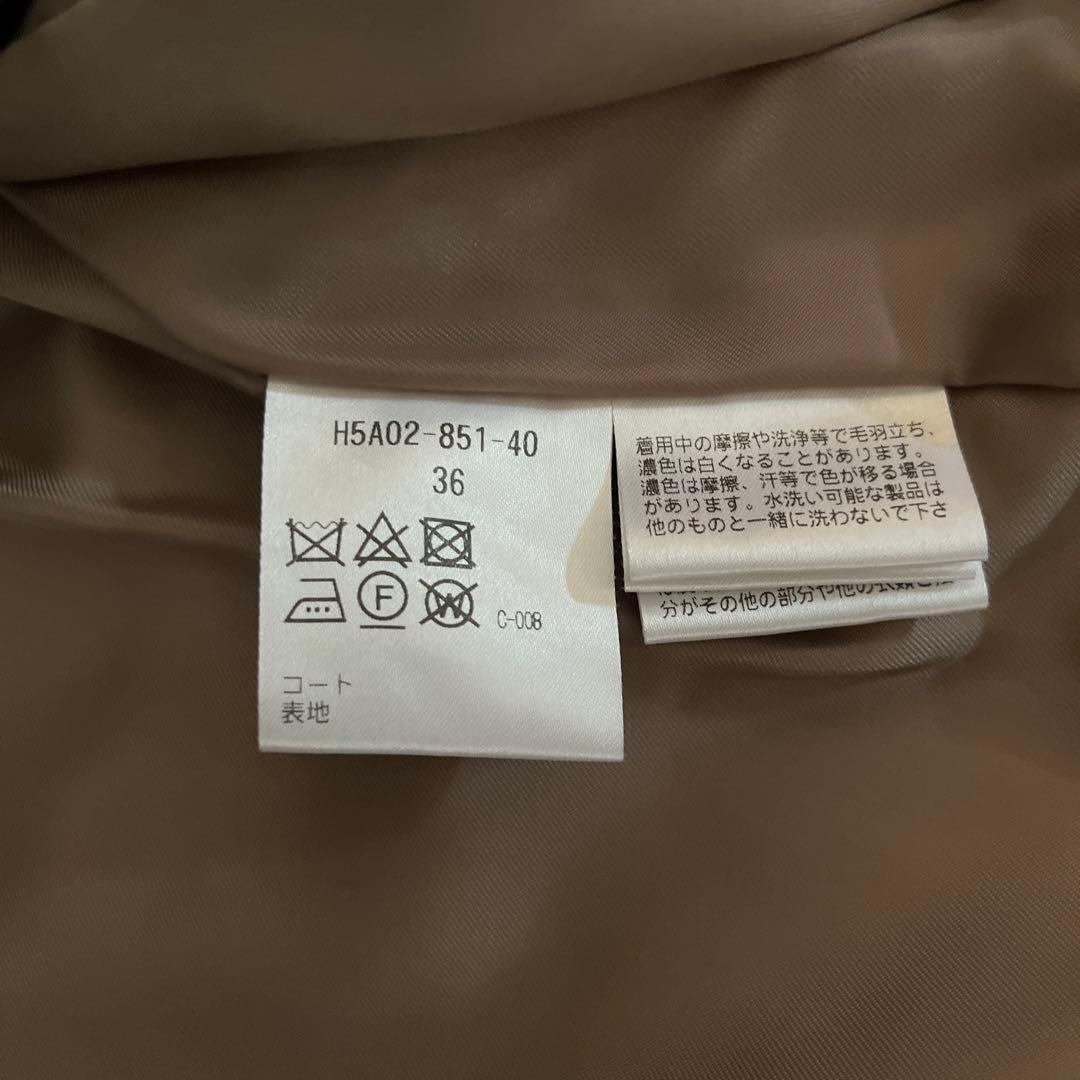 H5A02-851-40
36
F
W
C-008
コート
表地
着用中の摩擦や洗浄等で毛羽立ち、
濃色は白くなることがあります。
濃色は摩擦、汗等で色が移る場合
があります。水洗い可能な製品は
他のものと一緒に洗わないで下さ
分がその他の部分や他の衣類